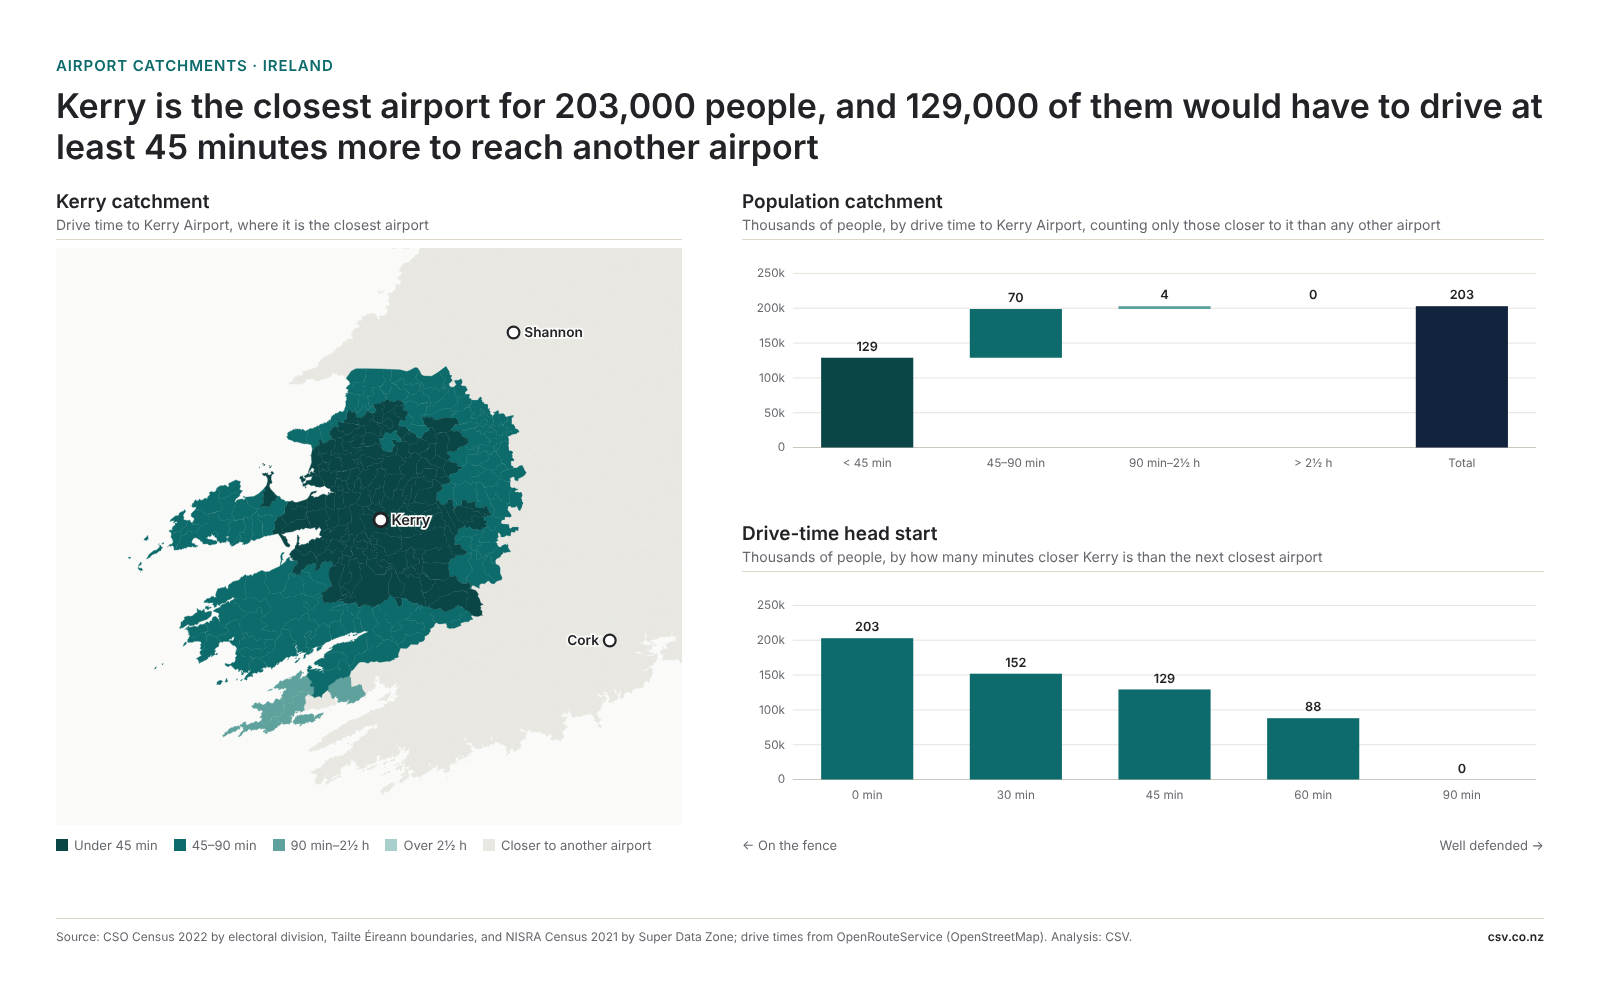 AIRPORT CATCHMENTS · IRELAND
Kerry is the closest airport for 203,000 people, and 129,000 of them would have to drive at
least 45 minutes more to reach another airport
Kerry catchment
Drive time to Kerry Airport, where it is the closest airport
Shannon
Kerry
Cork
Under 45 min
45–90 min
90 min–2½ h
Over 2½ h
Closer to another airport
Population catchment
Thousands of people, by drive time to Kerry Airport, counting only those closer to it than any other airport
250k
200k
150k
100k
50k
0
129
70
4
0
203
< 45 min
45–90 min
90 min–2½ h
> 2½ h
Total
Drive-time head start
Thousands of people, by how many minutes closer Kerry is than the next closest airport
250k
200k
150k
100k
50k
0
203
152
129
88
0
0 min
30 min
45 min
60 min
90 min
← On the fence
Well defended →
Source: CSO Census 2022 by electoral division, Tailte Éireann boundaries, and NISRA Census 2021 by Super Data Zone; drive times from OpenRouteService (OpenStreetMap). Analysis: CSV.
csv.co.nz